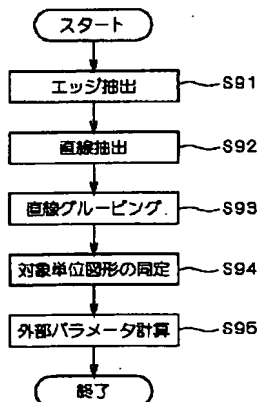 スタート
エッジ抽出 S91
直線抽出 S92
直線グルーピング S93
対象単位図形の同定 S94
外部パラメータ計算 S95
終了